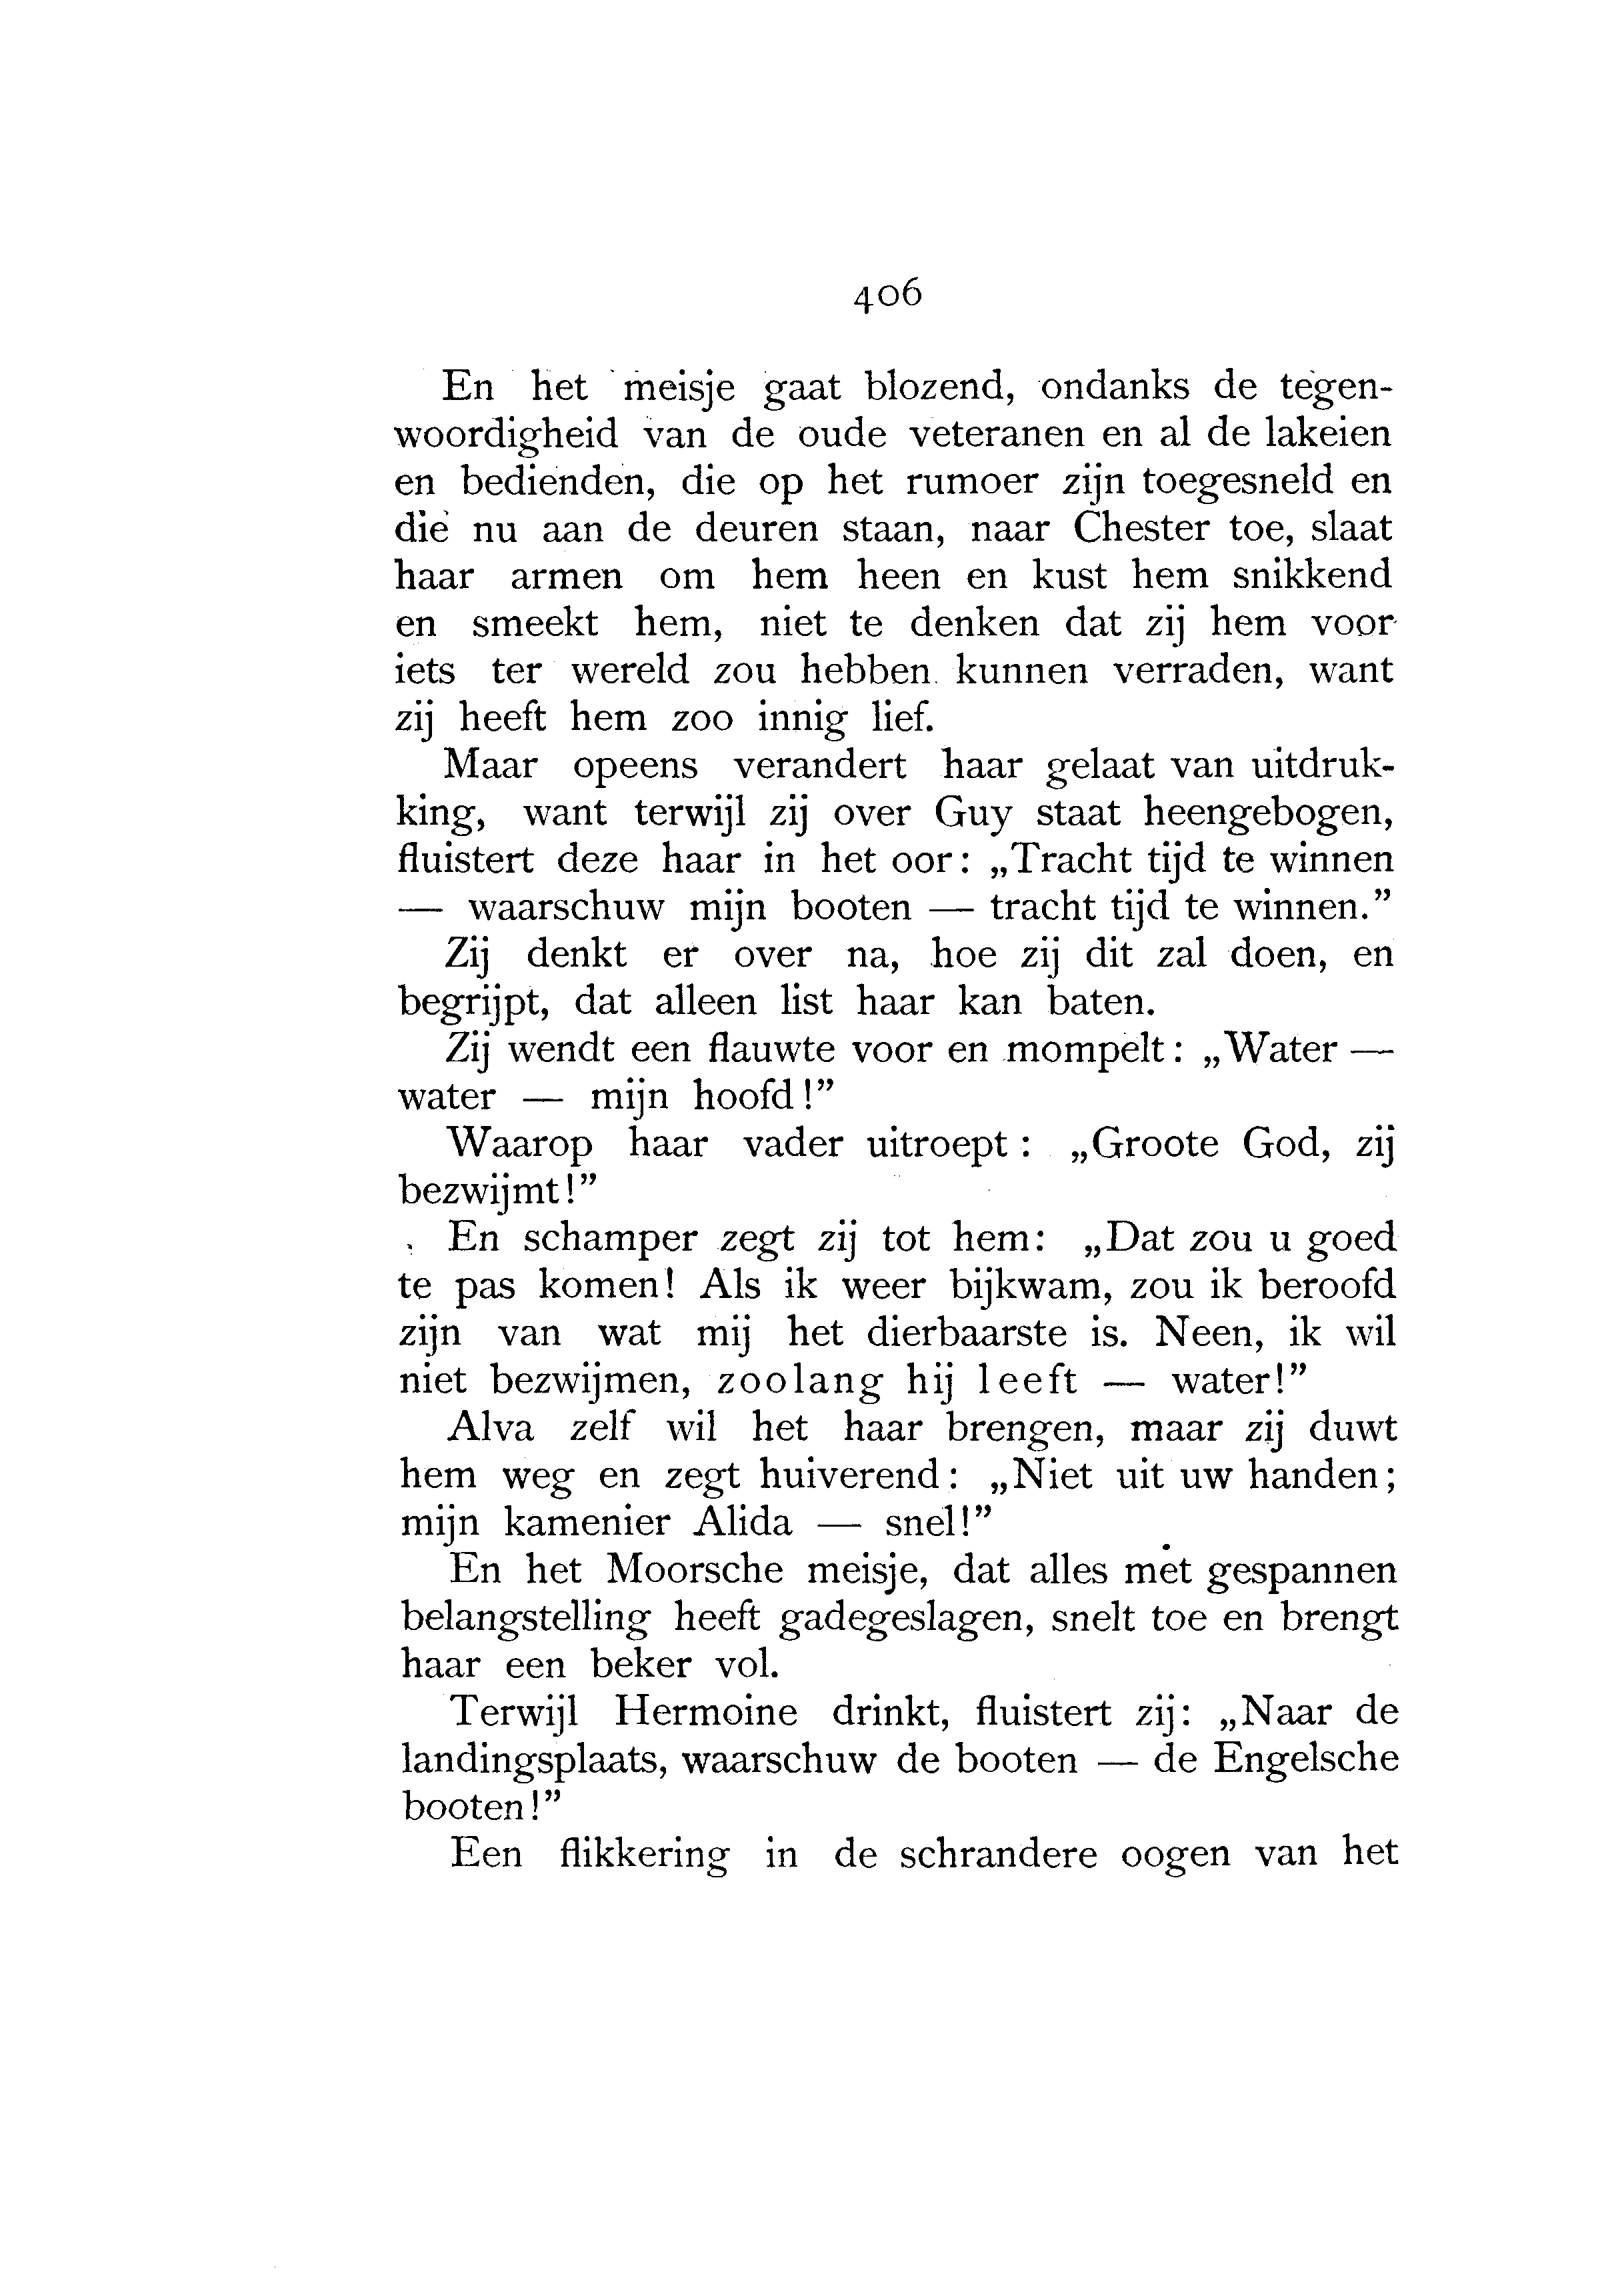 406
En het meisje gaat blozend, ondanks de tegen-
woordigheid van de oude veteranen en al de lakeien
en bedienden, die op het rumoer zijn toegesneld en
die nu aan de deuren staan, naar Chester toe, slaat
haar armen om hem heen en kust hem snikkend
en smeekt hem, niet te denken dat zij hem voor
iets ter wereld zou hebben kunnen verraden, want
zij heeft hem zoo innig lief.
Maar opeens verandert haar gelaat van uitdruk-
king, want terwijl zij over Guy staat heengebogen,
fluistert deze haar in het oor: „Tracht tijd te winnen
— waarschuw mijn booten — tracht tijd te winnen.”
Zij denkt er over na, hoe zij dit zal doen, en
begrijpt, dat alleen list haar kan baten.
Zij wendt een flauwte voor en mompelt: „Water —
water — mijn hoofd!”
Waarop haar vader uitroept: „Groote God, zij
bezwijmt!”
En schamper zegt zij tot hem: „Dat zou u goed
te pas komen! Als ik weer bijkwam, zou ik beroofd
zijn van wat mij het dierbaarste is. Neen, ik wil
niet bezwijmen, zoolang hij leeft — water!”
Alva zelf wil het haar brengen, maar zij duwt
hem weg en zegt huiverend: „Niet uit uw handen;
mijn kamenier Alida — snel!”
En het Moorsche meisje, dat alles met gespannen
belangstelling heeft gadegeslagen, snelt toe en brengt
haar een beker vol.
Terwijl Hermoine drinkt, fluistert zij: „Naar de
landingsplaats, waarschuw de booten — de Engelsche
booten!”
Een flikkering in de schrandere oogen van het